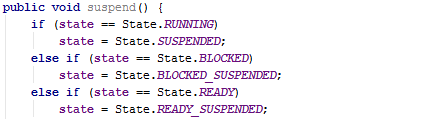 public void suspend() {
if (state == State.RUNNING)
state = State.SUSPENDED;
else if (state == State.BLOCKED)
state = State.BLOCKED_SUSPENDED;
else if (state == State.READY)
state = State.READY_SUSPENDED;